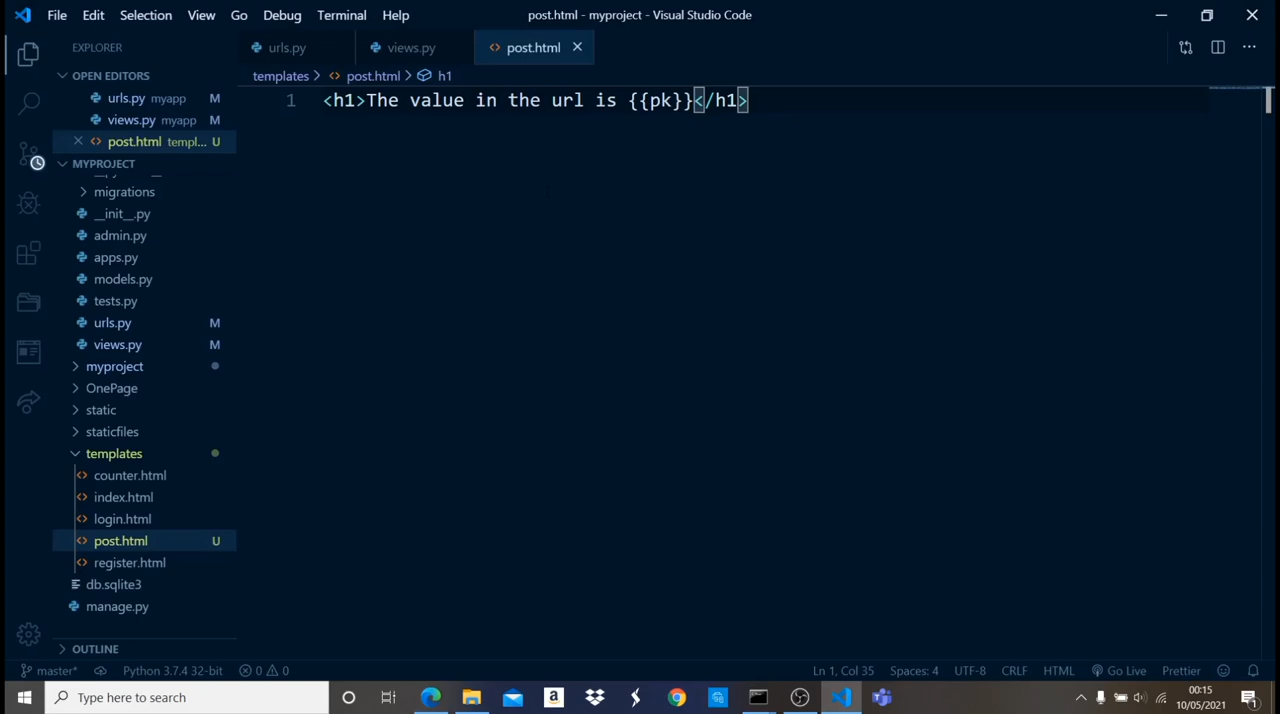 File Edit Selection View Go Debug Terminal Help post.html - myproject - Visual Studio Code
EXPLORER
urls.py views.py post.html
OPEN EDITORS
templates > post.html > h1
urls.py myapp M
views.py myapp M
post.html templ... U
1 <h1>The value in the url is {{pk}}</h1>
MYPROJECT
migrations
__init__.py
admin.py
apps.py
models.py
tests.py
urls.py M
views.py M
myproject
OnePage
static
staticfiles
templates
counter.html
index.html
login.html
post.html U
register.html
db.sqlite3
manage.py
OUTLINE
master* Python 3.7.4 32-bit 0 0 Ln 1, Col 35 Spaces: 4 UTF-8 CRLF HTML Go Live Prettier
Type here to search
00:15
10/05/2021
1